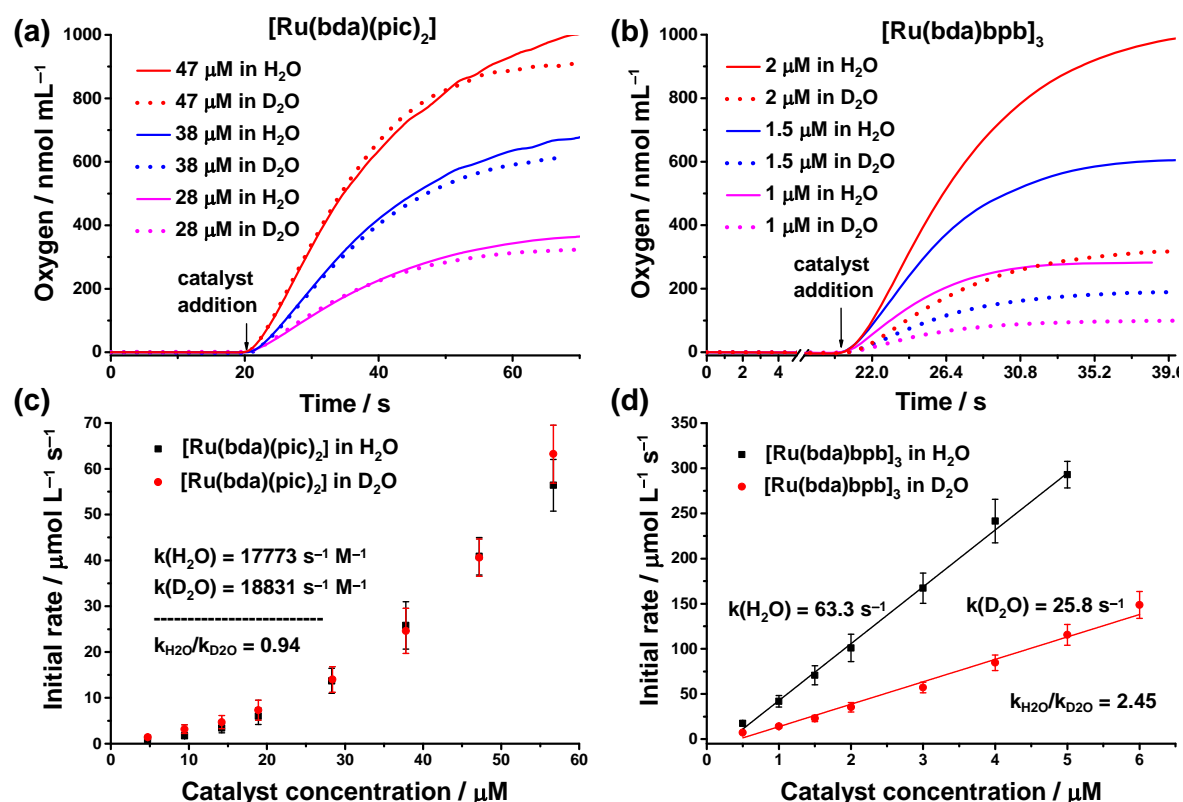 (a)
[Ru(bda)(pic)₂]
1000
800
600
400
200
0
Oxygen / nmol mL⁻¹
47 μM in H₂O
47 μM in D₂O
38 μM in H₂O
38 μM in D₂O
28 μM in H₂O
28 μM in D₂O
catalyst
addition
0 20 40 60
Time / s
(b)
[Ru(bda)bpb]₃
1000
800
600
400
200
0
Oxygen / nmol mL⁻¹
2 μM in H₂O
2 μM in D₂O
1.5 μM in H₂O
1.5 μM in D₂O
1 μM in H₂O
1 μM in D₂O
catalyst
addition
0 2 4 22.0 26.4 30.8 35.2 39.6
Time / s
(c)
70
60
50
40
30
20
10
0
Initial rate / μmol L⁻¹ s⁻¹
[Ru(bda)(pic)₂] in H₂O
[Ru(bda)(pic)₂] in D₂O
k(H₂O) = 17773 s⁻¹ M⁻¹
k(D₂O) = 18831 s⁻¹ M⁻¹
-----------------------
k_H2O/k_D2O = 0.94
0 10 20 30 40 50 60
Catalyst concentration / μM
(d)
350
300
250
200
150
100
50
0
Initial rate / μmol L⁻¹ s⁻¹
[Ru(bda)bpb]₃ in H₂O
[Ru(bda)bpb]₃ in D₂O
k(H₂O) = 63.3 s⁻¹
k(D₂O) = 25.8 s⁻¹
k_H2O/k_D2O = 2.45
0 1 2 3 4 5 6
Catalyst concentration / μM